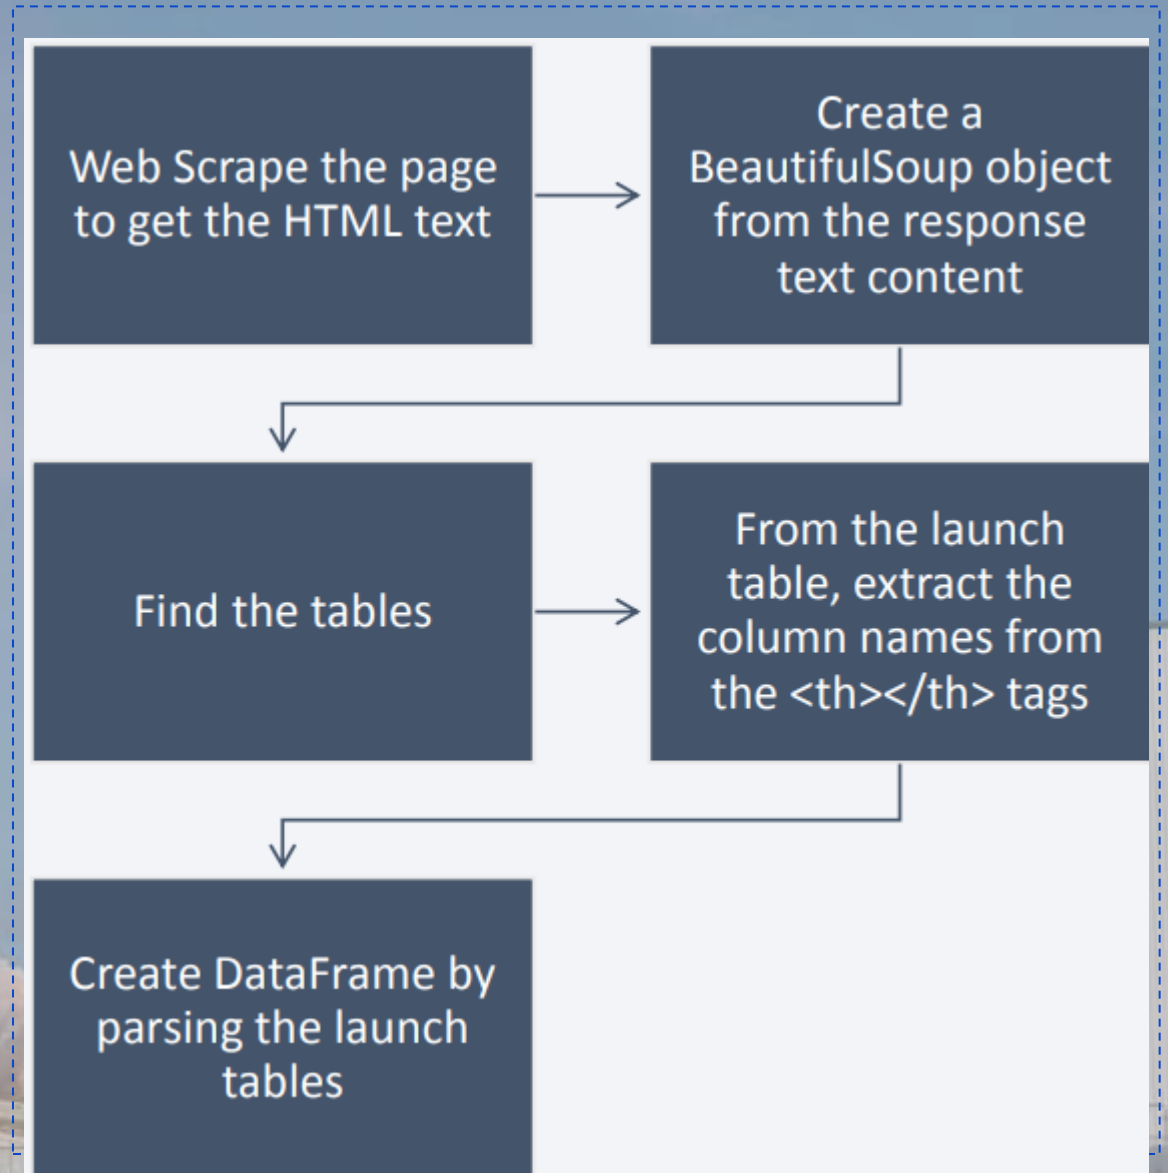 Web Scrape the page
to get the HTML text
Create a
BeautifulSoup object
from the response
text content
Find the tables
From the launch
table, extract the
column names from
the <th></th> tags
Create DataFrame by
parsing the launch
tables